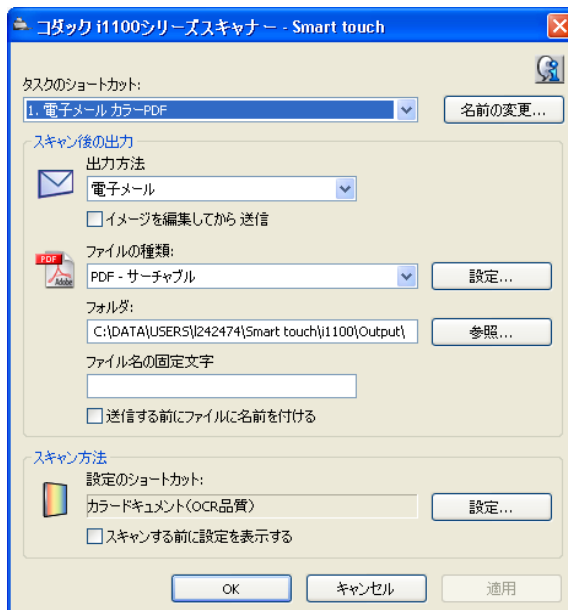 コダック i1100シリーズスキャナー - Smart touch
タスクのショートカット:
1. 電子メール カラーPDF
名前の変更...
スキャン後の出力
出力方法
電子メール
イメージを編集してから 送信
ファイルの種類:
PDF
Adobe
PDF - サーチャブル
設定...
フォルダ:
C:\DATA\USERS\l242474\Smart touch\i1100\Output\
参照...
ファイル名の固定文字
送信する前にファイルに名前を付ける
スキャン方法
設定のショートカット:
カラードキュメント(OCR品質)
設定...
スキャンする前に設定を表示する
OK
キャンセル
適用